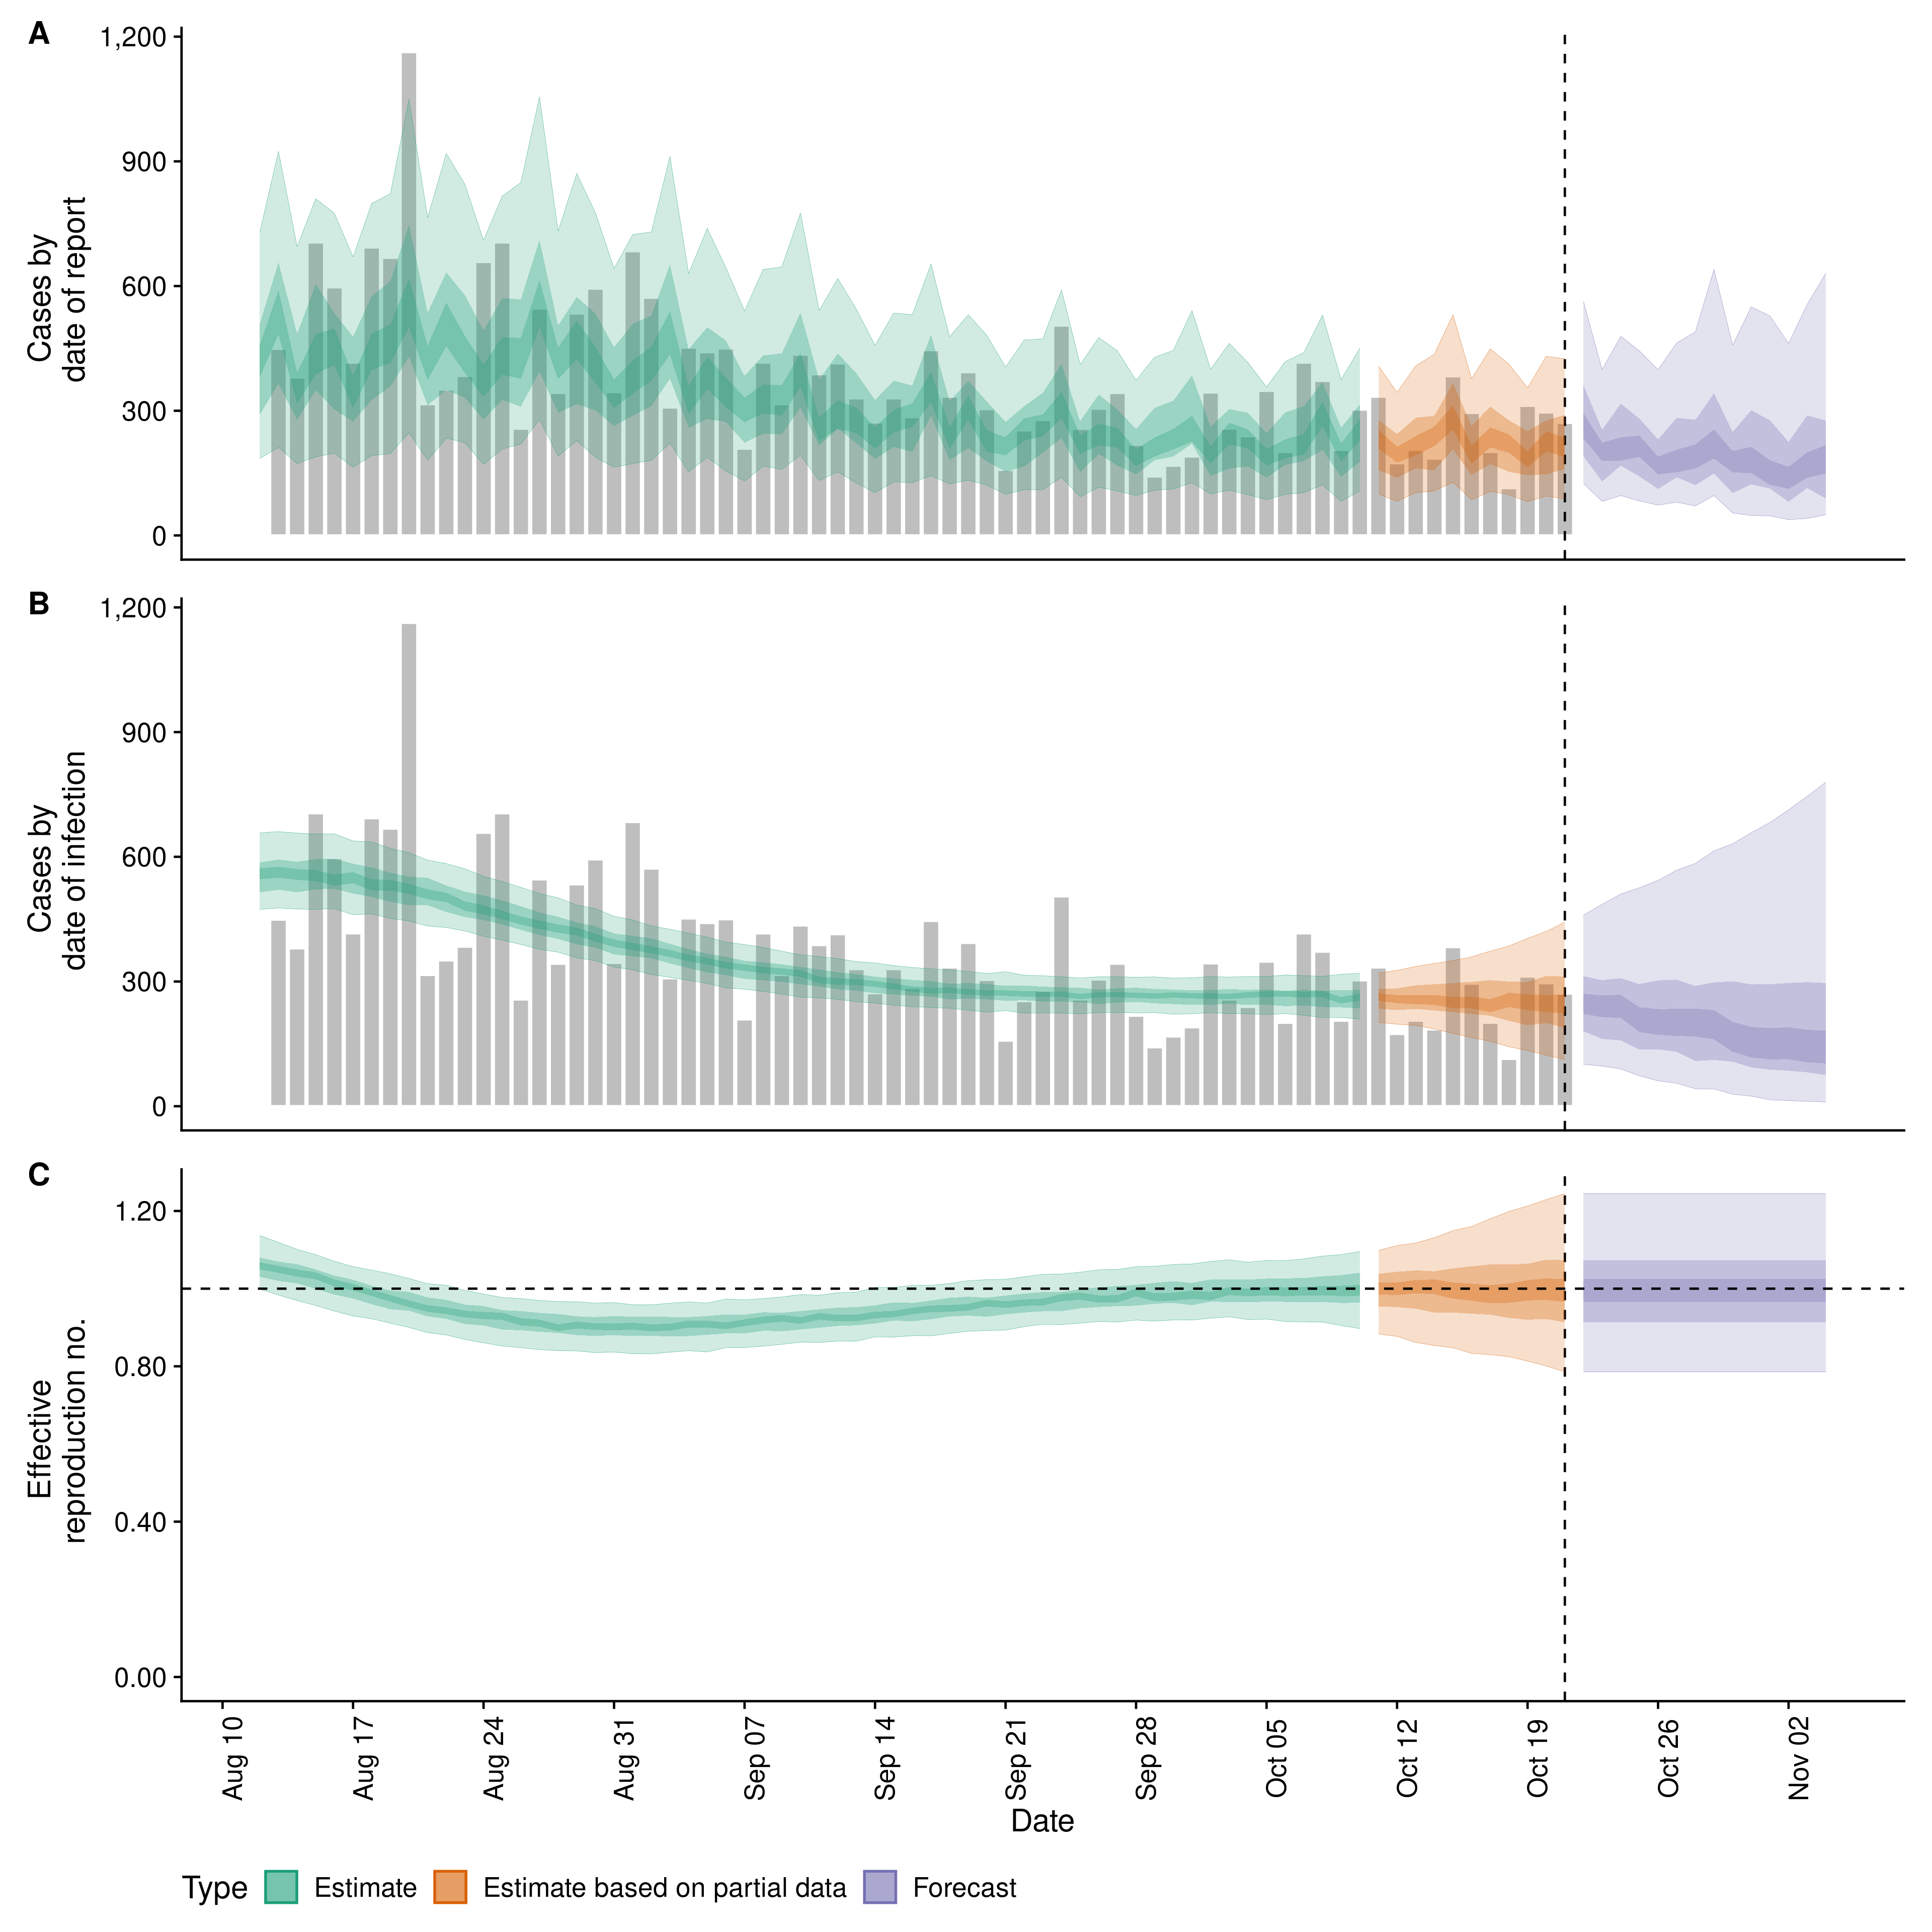 A
1,200
900
600
300
0
Cases by
date of report
B
1,200
900
600
300
0
Cases by
date of infection
C
1.20
0.80
0.40
0.00
Effective
reproduction no.
Aug 10
Aug 17
Aug 24
Aug 31
Sep 07
Sep 14
Sep 21
Sep 28
Oct 05
Oct 12
Oct 19
Oct 26
Nov 02
Date
Type Estimate Estimate based on partial data Forecast